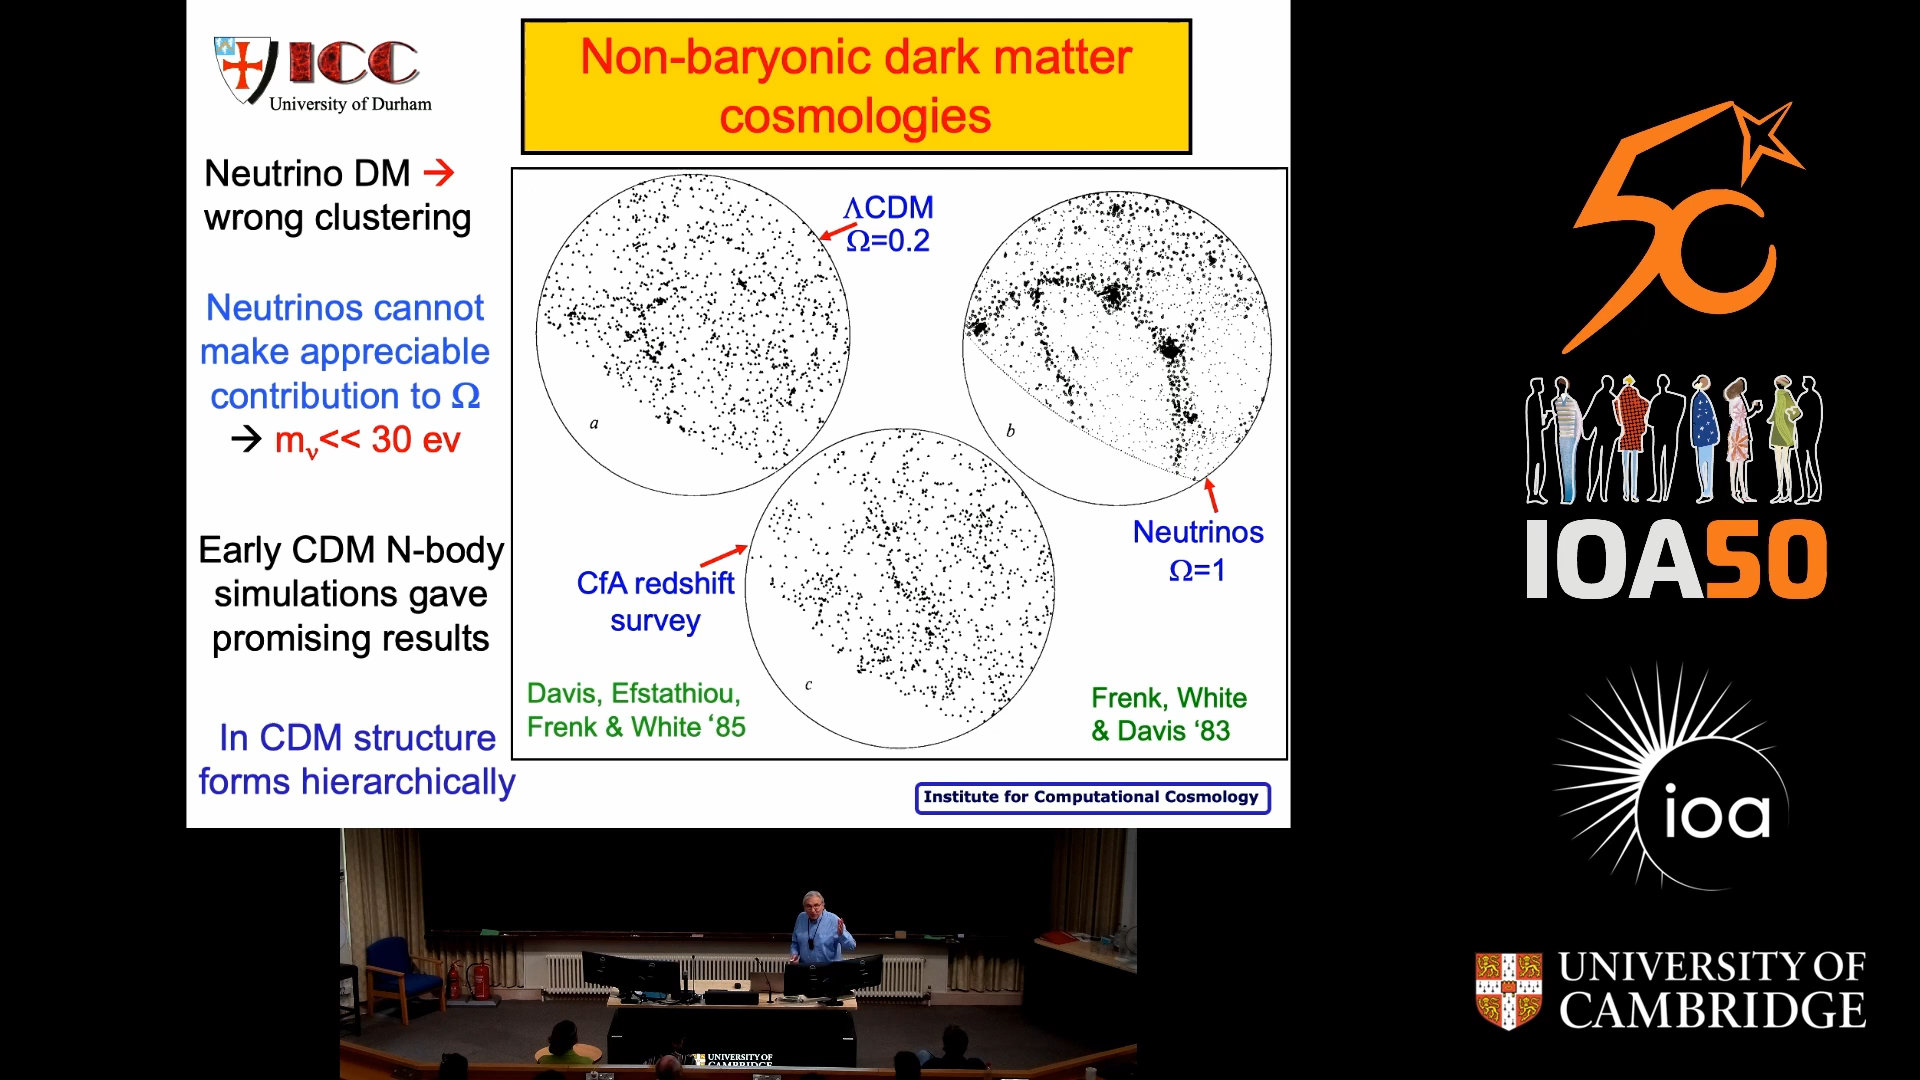 ICC
University of Durham
Non-baryonic dark matter
cosmologies
Neutrino DM →
wrong clustering
Neutrinos cannot
make appreciable
contribution to Ω
→ mν<< 30 ev
Early CDM N-body
simulations gave
promising results
In CDM structure
forms hierarchically
ΛCDM
Ω=0.2
a
b
Neutrinos
Ω=1
CfA redshift
survey
c
Davis, Efstathiou,
Frenk & White ‘85
Frenk, White
& Davis ‘83
Institute for Computational Cosmology
50
IOA50
ioa
UNIVERSITY OF
CAMBRIDGE
UNIVERSITY OF
CAMBRIDGE